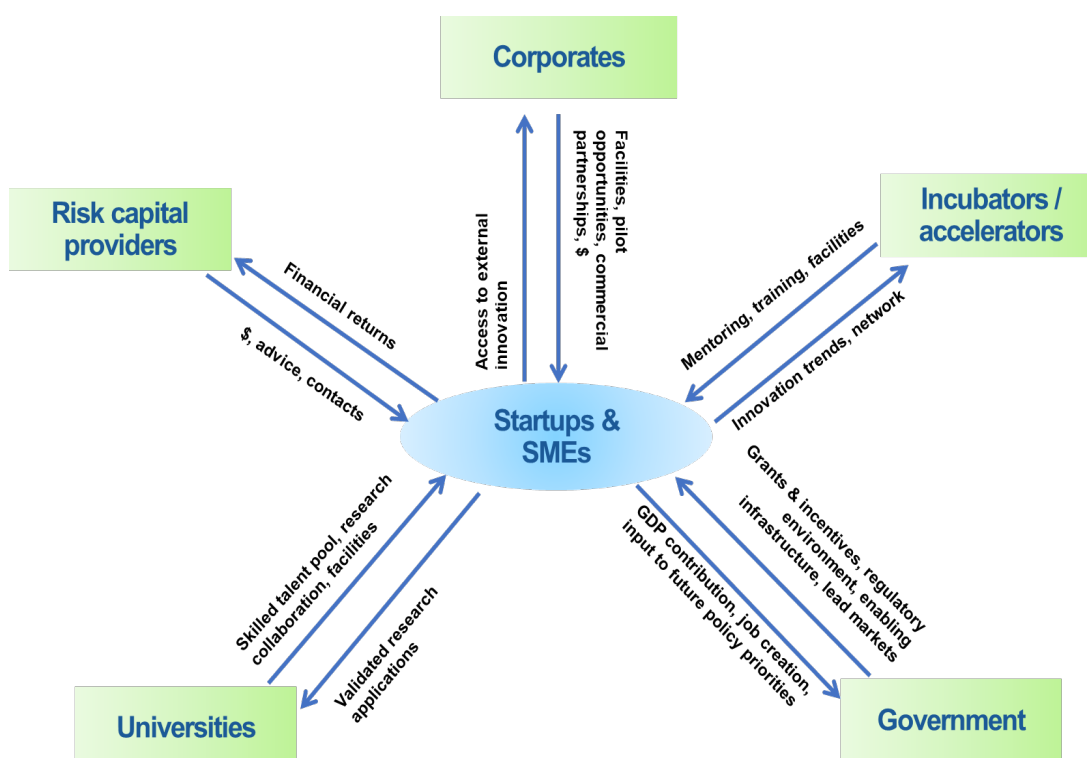 Corporates
Facilities, pilot
opportunities, commercial
partnerships, $
Access to external
innovation
Risk capital
providers
Financial returns
$, advice, contacts
Incubators /
accelerators
Mentoring, training, facilities
Innovation trends, network
Startups &
SMEs
Skilled talent pool, research
collaboration, facilities
Validated research
applications
Universities
Grants & incentives, regulatory
environment, enabling
infrastructure, lead markets
GDP contribution, job creation,
input to future policy priorities
Government